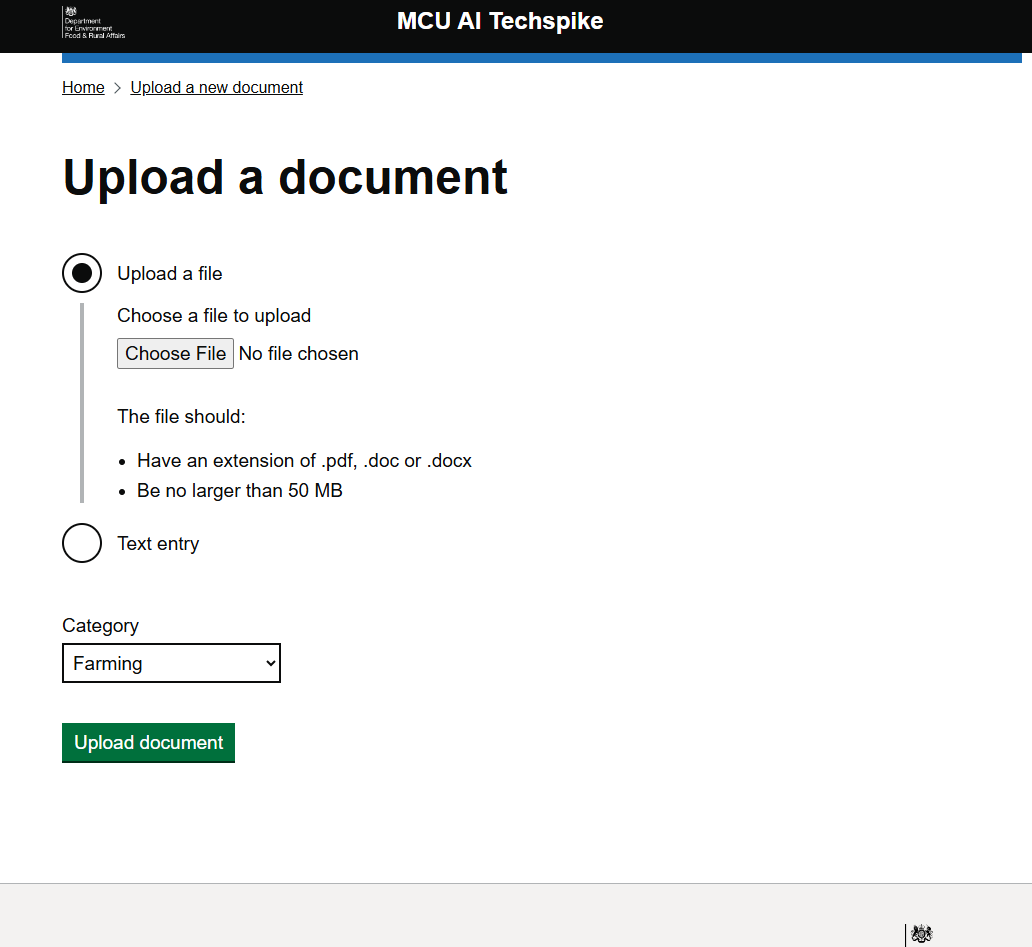 Department
for Environment
Food & Rural Affairs
MCU AI Techspike
Home > Upload a new document
Upload a document
Upload a file
Choose a file to upload
Choose File No file chosen
The file should:
• Have an extension of .pdf, .doc or .docx
• Be no larger than 50 MB
Text entry
Category
Farming
Upload document